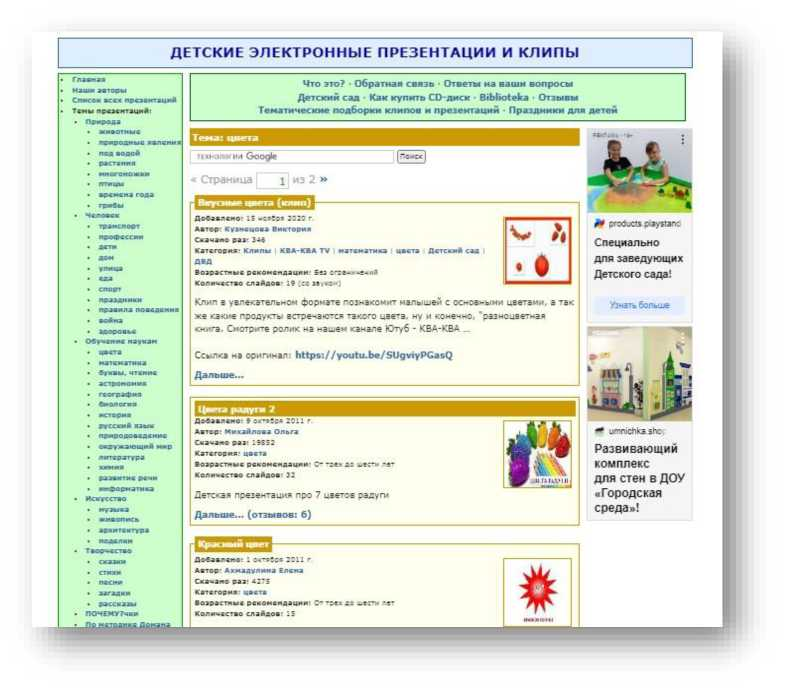 ДЕТСКИЕ ЭЛЕКТРОННЫЕ ПРЕЗЕНТАЦИИ И КЛИПЫ
Главная
Наши авторы
Список всех презентаций
Темы презентаций:
Природа
животные
природные явления
под водой
растения
многоножки
птицы
времена года
грибы
Человек
транспорт
профессии
дети
дом
улица
еда
спорт
праздники
правила поведения
война
здоровье
Обучение наукам
цвета
математика
буквы, чтение
астрономия
география
биология
история
русский язык
природоведение
окружающий мир
литература
химия
развитие речи
информатика
Искусство
музыка
живопись
архитектура
поделки
Творчество
сказки
стихи
песни
загадки
рассказы
ПОЧЕМУ?чки
По методике Домана
Что это? · Обратная связь · Ответы на ваши вопросы
Детский сад · Как купить CD-диск · Biblioteka · Отзывы
Тематические подборки клипов и презентаций · Праздники для детей
Тема: цвета
технологии Google Поиск
« Страница 1 из 2 »
Вкусные цвета (клип)
Добавлено: 15 ноября 2020 г.
Автор: Кузнецова Виктория
Скачано раз: 346
Категория: Клипы | КВА-КВА TV | математика | цвета | Детский сад |
ДВД
Возрастные рекомендации: Без ограничений
Количество слайдов: 19 (со звуком)
Клип в увлекательном формате познакомит малышей с основными цветами, а так
же какие продукты встречаются такого цвета, ну и конечно, "разноцветная
книга. Смотрите ролик на нашем канале Ютуб - КВА-КВА ...
Ссылка на оригинал: https://youtu.be/SUgviyPGasQ
Дальше...
Цвета радуги 2
Добавлено: 9 октября 2011 г.
Автор: Михайлова Ольга
Скачано раз: 19852
Категория: цвета
Возрастные рекомендации: От трех до шести лет
Количество слайдов: 32
Детская презентация про 7 цветов радуги
Дальше... (отзывов: 6)
ЦВЕТА РАДУГИ
Красный цвет
Добавлено: 1 октября 2011 г.
Автор: Ахмадулина Елена
Скачано раз: 4275
Категория: цвета
Возрастные рекомендации: От трех до шести лет
Количество слайдов: 15
products.playstand
Специально
для заведующих
Детского сада!
Узнать больше
umnichka.shop
Развивающий
комплекс
для стен в ДОУ
«Городская
среда»!